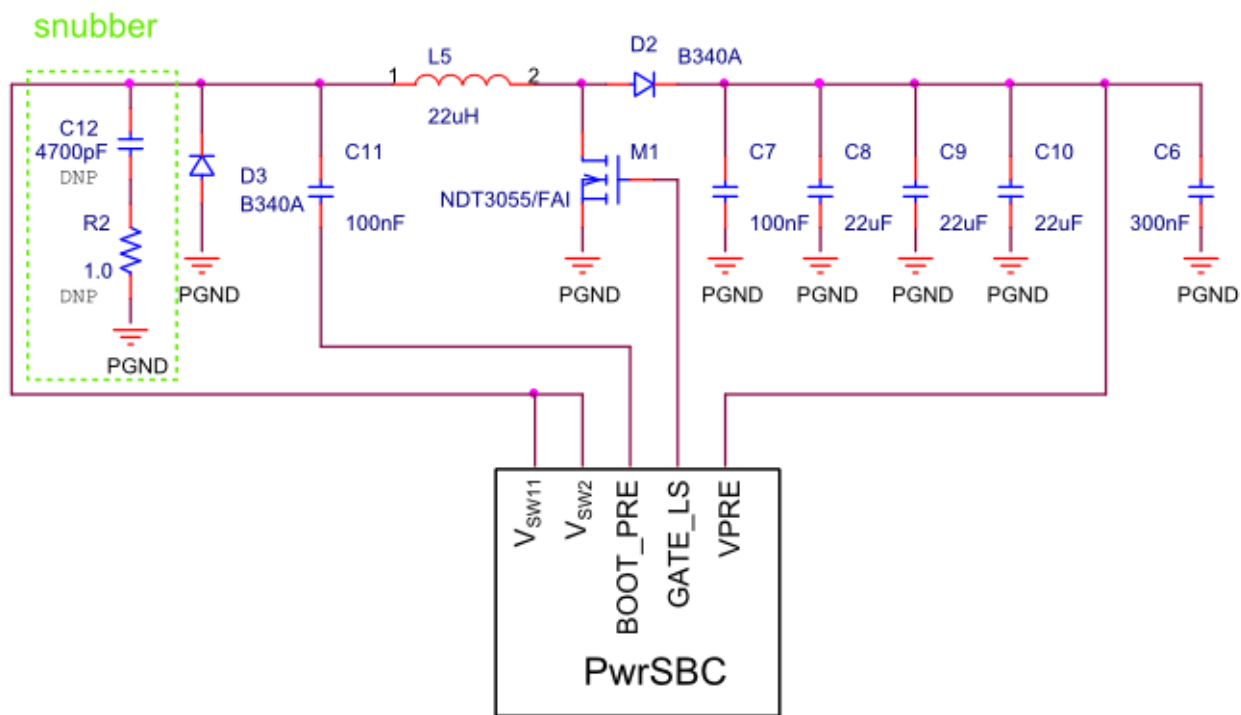 snubber
D2
B340A
L5
1
2
22uH
C12
4700pF
DNP
R2
1.0
DNP
PGND
D3
B340A
PGND
C11
100nF
M1
NDT3055/FAI
PGND
C7
100nF
PGND
C8
22uF
PGND
C9
22uF
PGND
C10
22uF
PGND
C6
300nF
PGND
VSW11
VSW2
BOOT_PRE
GATE_LS
VPRE
PwrSBC